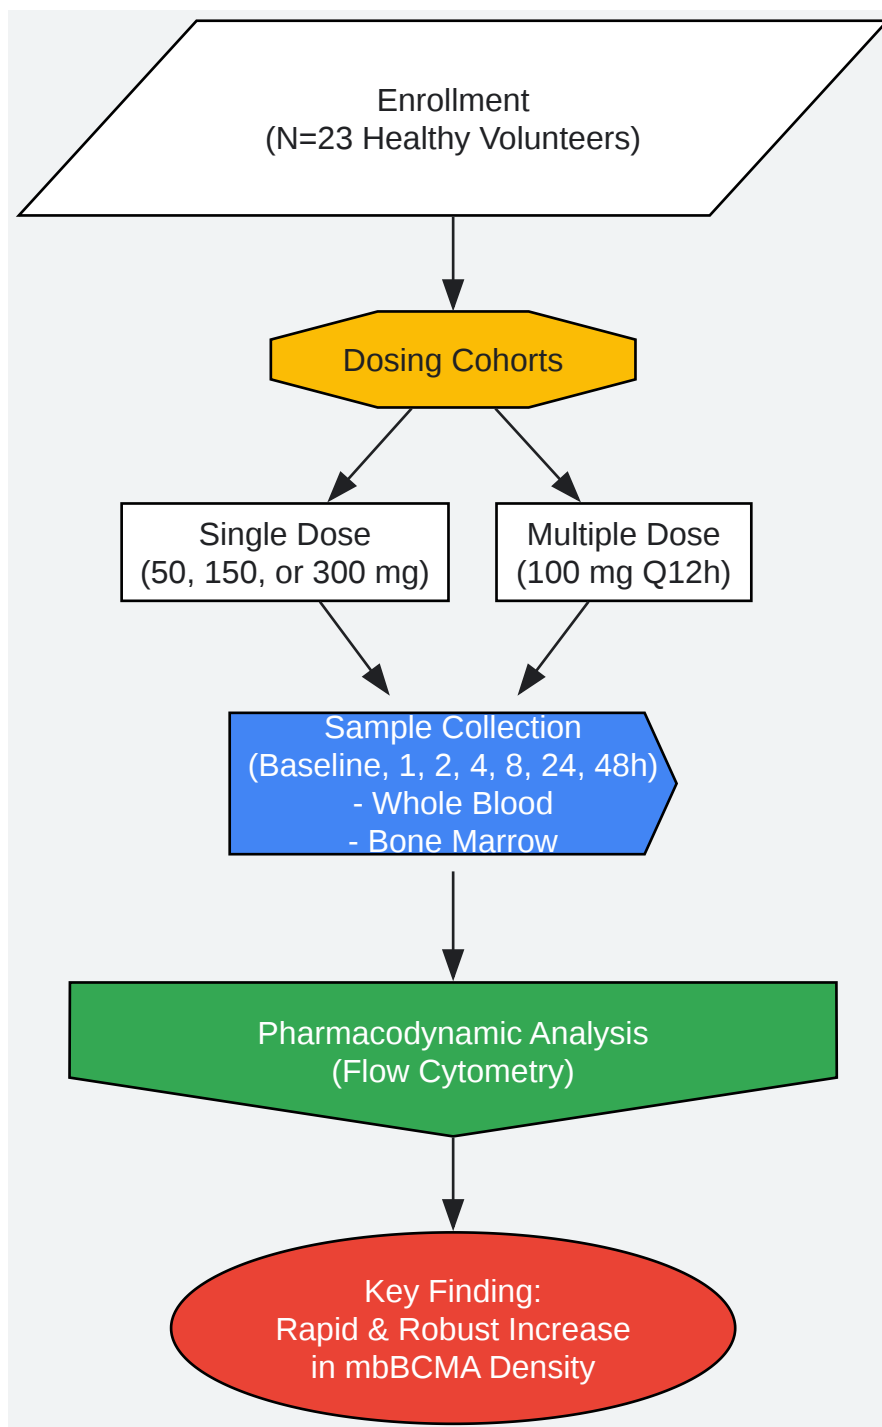 Enrollment
(N=23 Healthy Volunteers)
Dosing Cohorts
Single Dose
(50, 150, or 300 mg)
Multiple Dose
(100 mg Q12h)
Sample Collection
(Baseline, 1, 2, 4, 8, 24, 48h)
- Whole Blood
- Bone Marrow
Pharmacodynamic Analysis
(Flow Cytometry)
Key Finding:
Rapid & Robust Increase
in mbBCMA Density